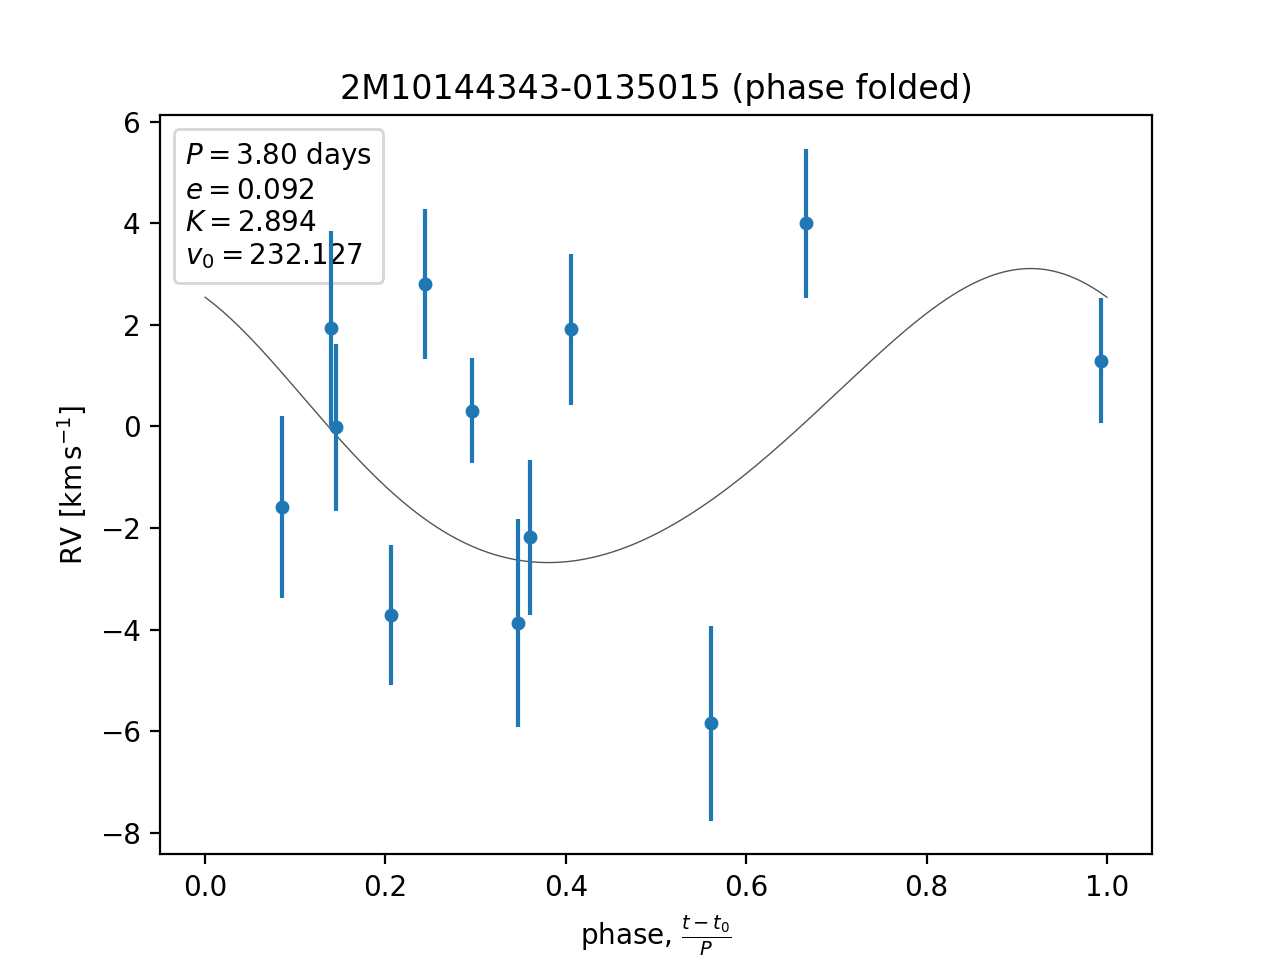 2M10144343-0135015 (phase folded)
P = 3.80 days
e = 0.092
K = 2.894
v₀ = 232.127
6
4
2
0
−2
−4
−6
−8
RV [km s⁻¹]
0.0 0.2 0.4 0.6 0.8 1.0
phase, (t − t₀)/P